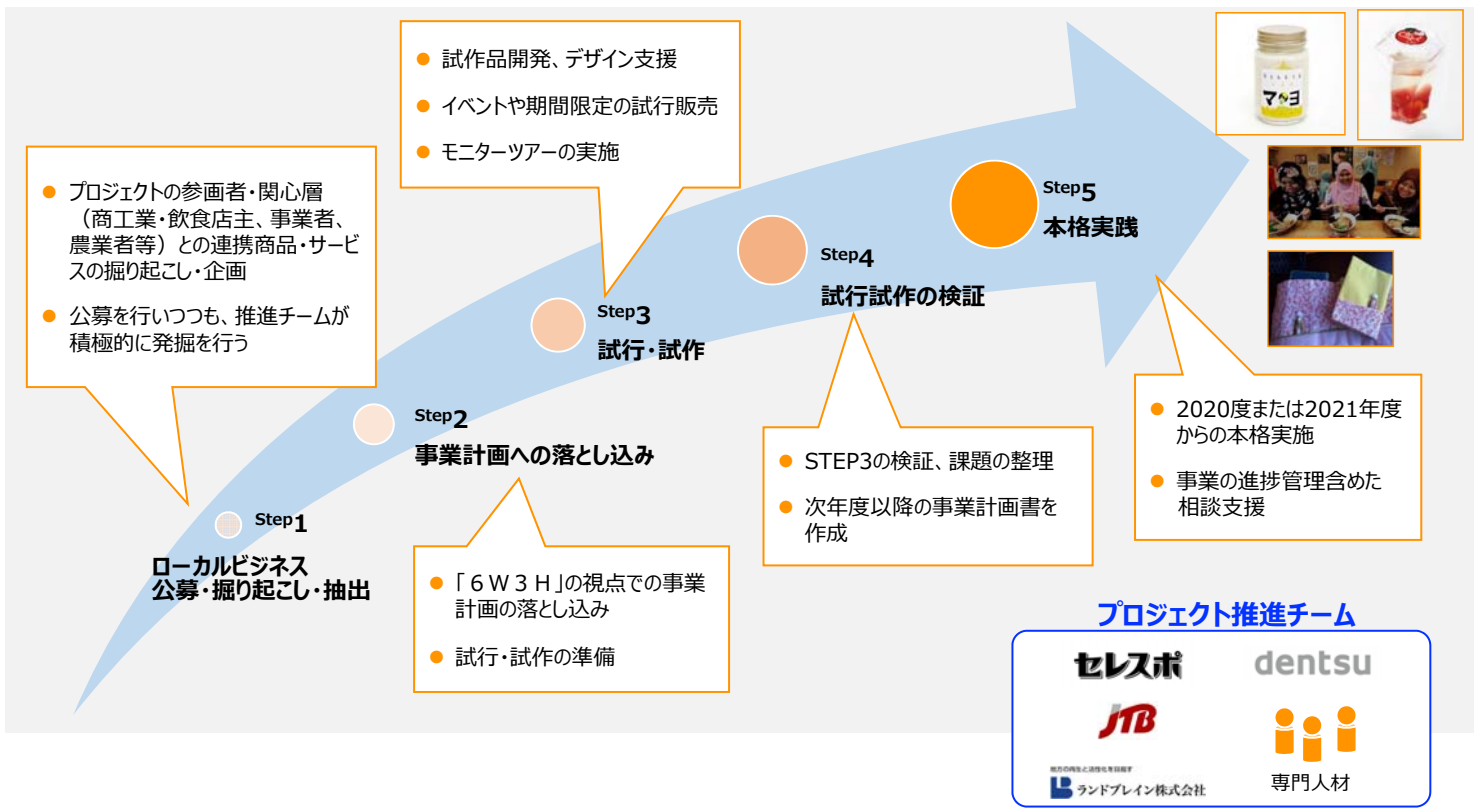 ● プロジェクトの参画者・関心層
（商工業・飲食店主、事業者、
農業者等）との連携商品・サービ
スの掘り起こし・企画
● 公募を行いつつも、推進チームが
積極的に発掘を行う
Step1
ローカルビジネス
公募・掘り起こし・抽出
Step2
事業計画への落とし込み
● 「６W３H」の視点での事業
計画の落とし込み
● 試行・試作の準備
● 試作品開発、デザイン支援
● イベントや期間限定の試行販売
● モニターツアーの実施
Step3
試行・試作
Step4
試行試作の検証
● STEP3の検証、課題の整理
● 次年度以降の事業計画書を
作成
Step5
本格実践
● 2020度または2021年度
からの本格実施
● 事業の進捗管理含めた
相談支援
マヨ
プロジェクト推進チーム
セレスポ
dentsu
JTB
地方の再生と活性化を目指す
ランドブレイン株式会社
専門人材